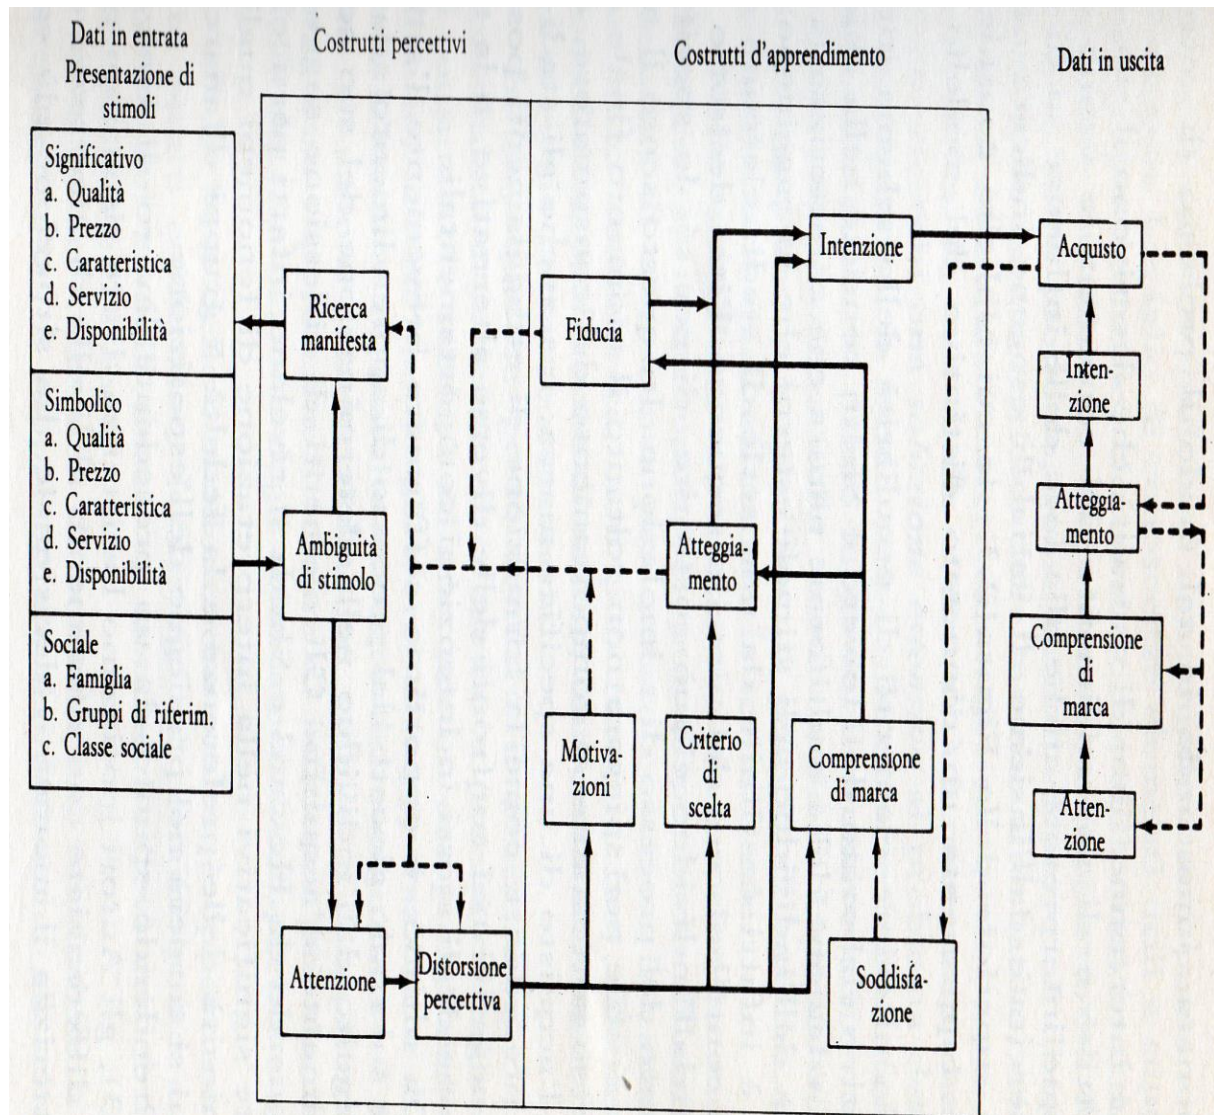 Dati in entrata
Presentazione di
stimoli
Costrutti percettivi
Costrutti d'apprendimento
Dati in uscita
Significativo
a. Qualità
b. Prezzo
c. Caratteristica
d. Servizio
e. Disponibilità
Simbolico
a. Qualità
b. Prezzo
c. Caratteristica
d. Servizio
e. Disponibilità
Sociale
a. Famiglia
b. Gruppi di riferim.
c. Classe sociale
Ricerca
manifesta
Ambiguità
di stimolo
Attenzione
Distorsione
percettiva
Fiducia
Intenzione
Atteggia-
mento
Motiva-
zioni
Criterio
di
scelta
Comprensione
di marca
Soddisfa-
zione
Acquisto
Inten-
zione
Atteggia-
mento
Comprensione
di
marca
Atten-
zione